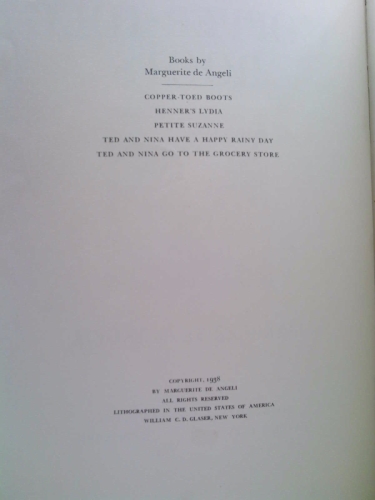 Books by
Marguerite de Angeli
COPPER-TOED BOOTS
HENNER'S LYDIA
PETITE SUZANNE
TED AND NINA HAVE A HAPPY RAINY DAY
TED AND NINA GO TO THE GROCERY STORE
COPYRIGHT, 1938
BY MARGUERITE DE ANGELI
ALL RIGHTS RESERVED
LITHOGRAPHED IN THE UNITED STATES OF AMERICA
WILLIAM C. D. GLASER, NEW YORK